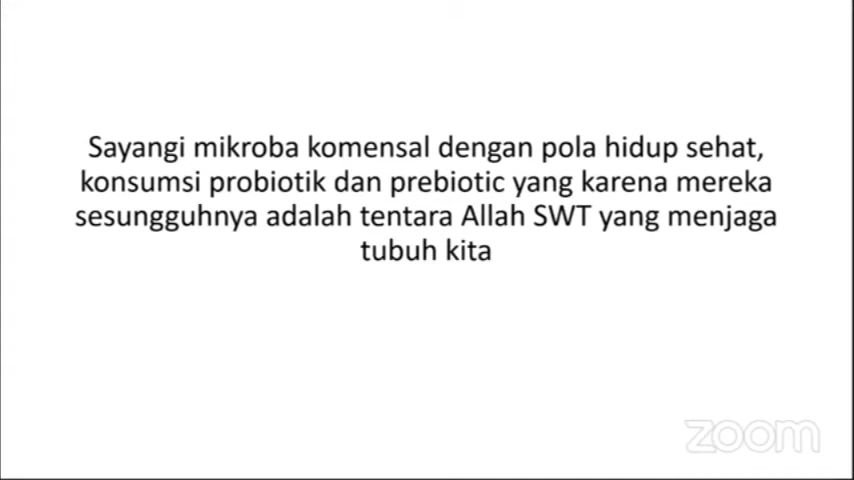 Sayangi mikroba komensal dengan pola hidup sehat,
konsumsi probiotik dan prebiotic yang karena mereka
sesungguhnya adalah tentara Allah SWT yang menjaga
tubuh kita
zoom